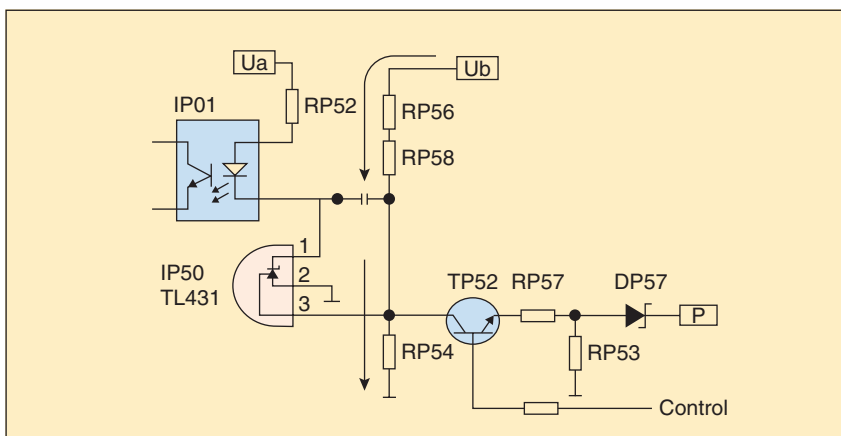 Ua
Ub
IP01
RP52
RP56
RP58
1
IP50
TL431
2
3
TP52
RP57
DP57
P
RP54
RP53
Control